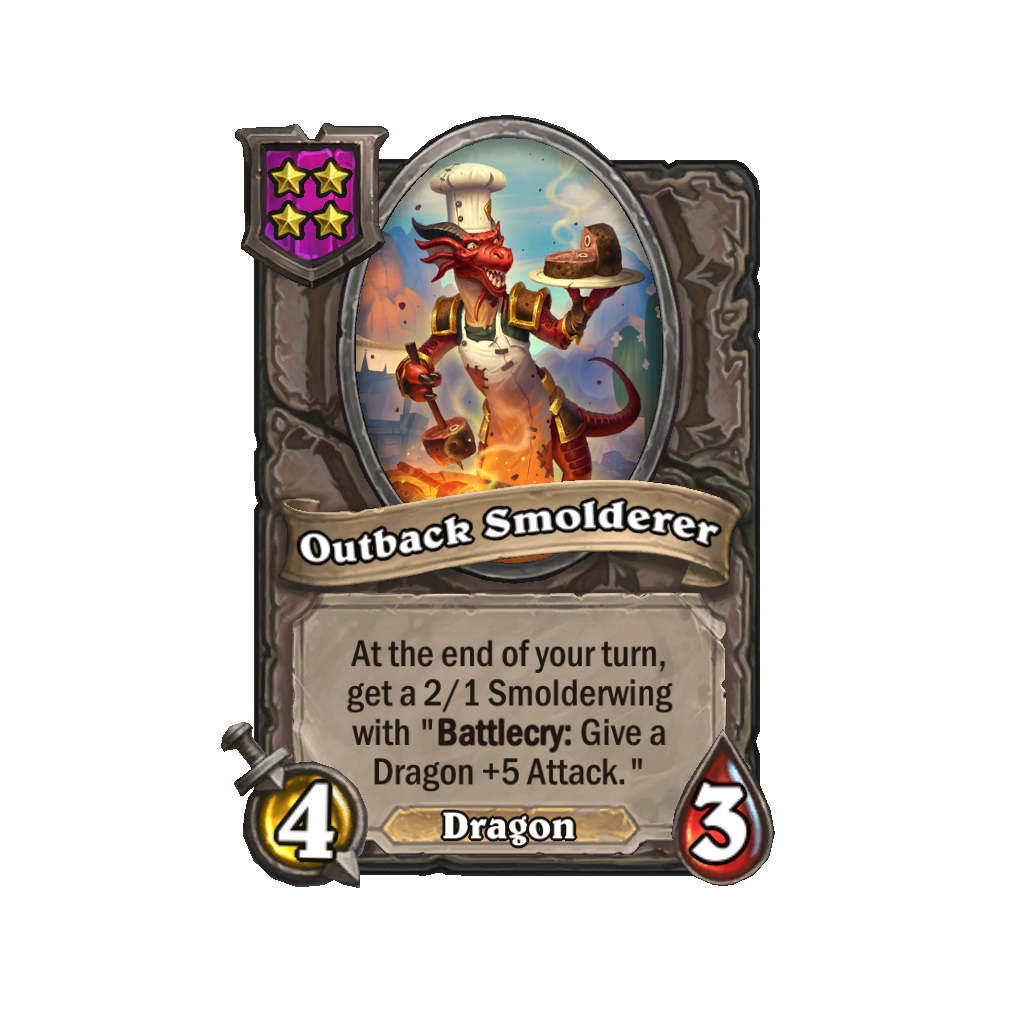 Outback Smolderer
At the end of your turn,
get a 2/1 Smolderwing
with "Battlecry: Give a
Dragon +5 Attack."
4
Dragon
3